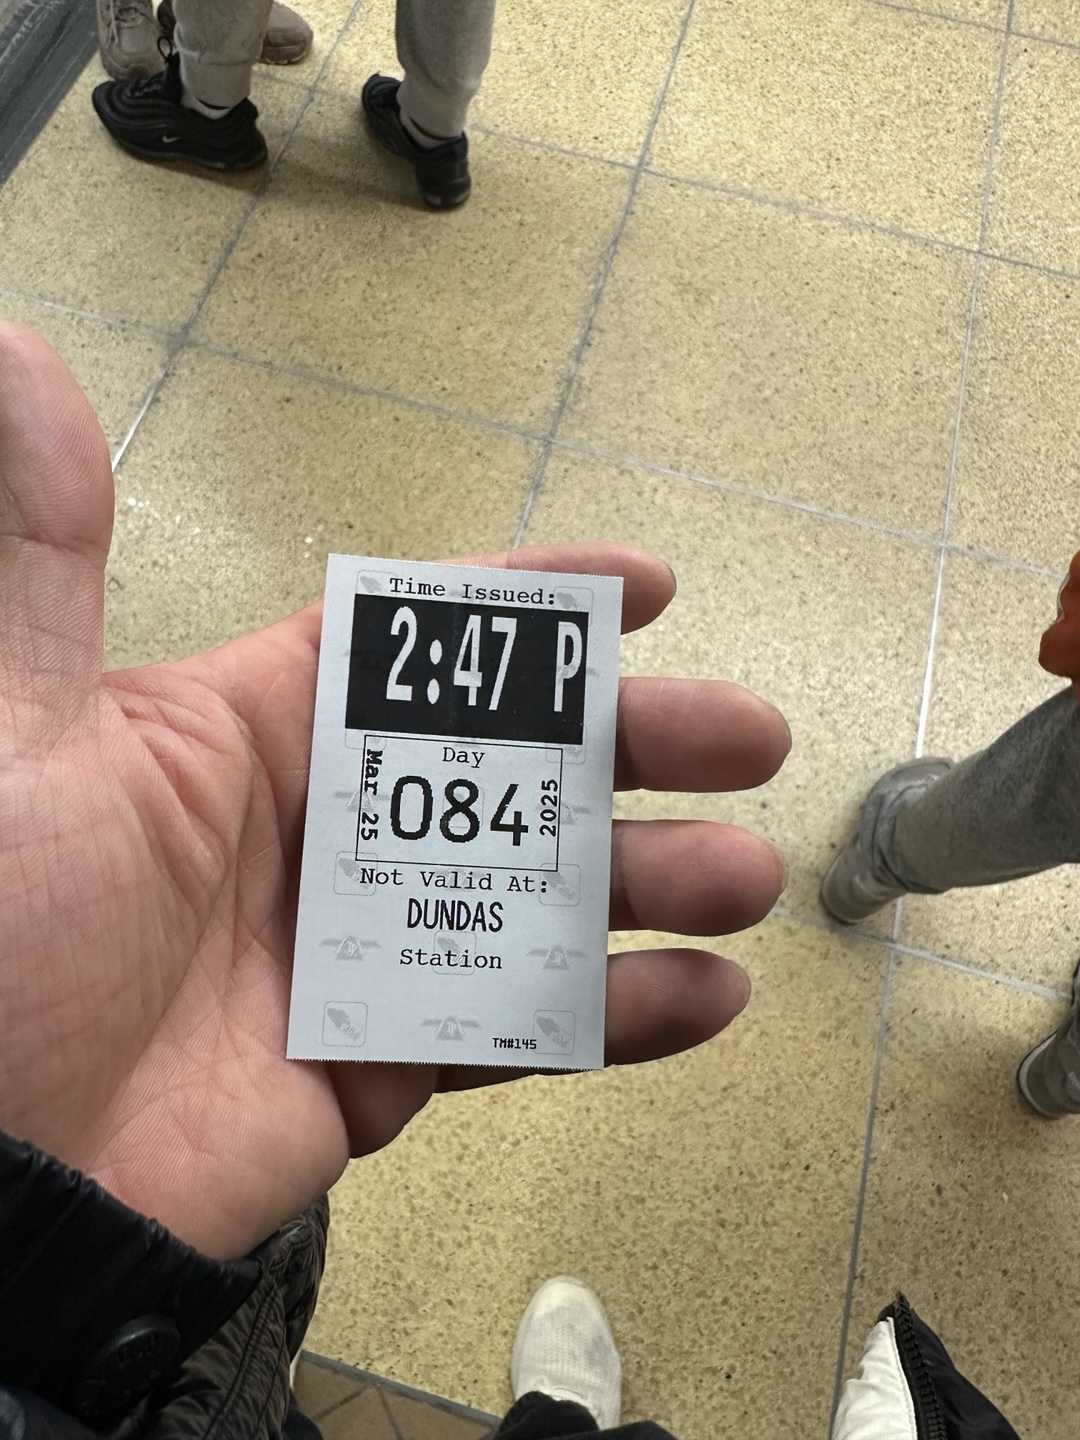 Time Issued:
2:47 P
Day
Mar 25
084
2025
Not Valid At:
DUNDAS
Station
TM#145